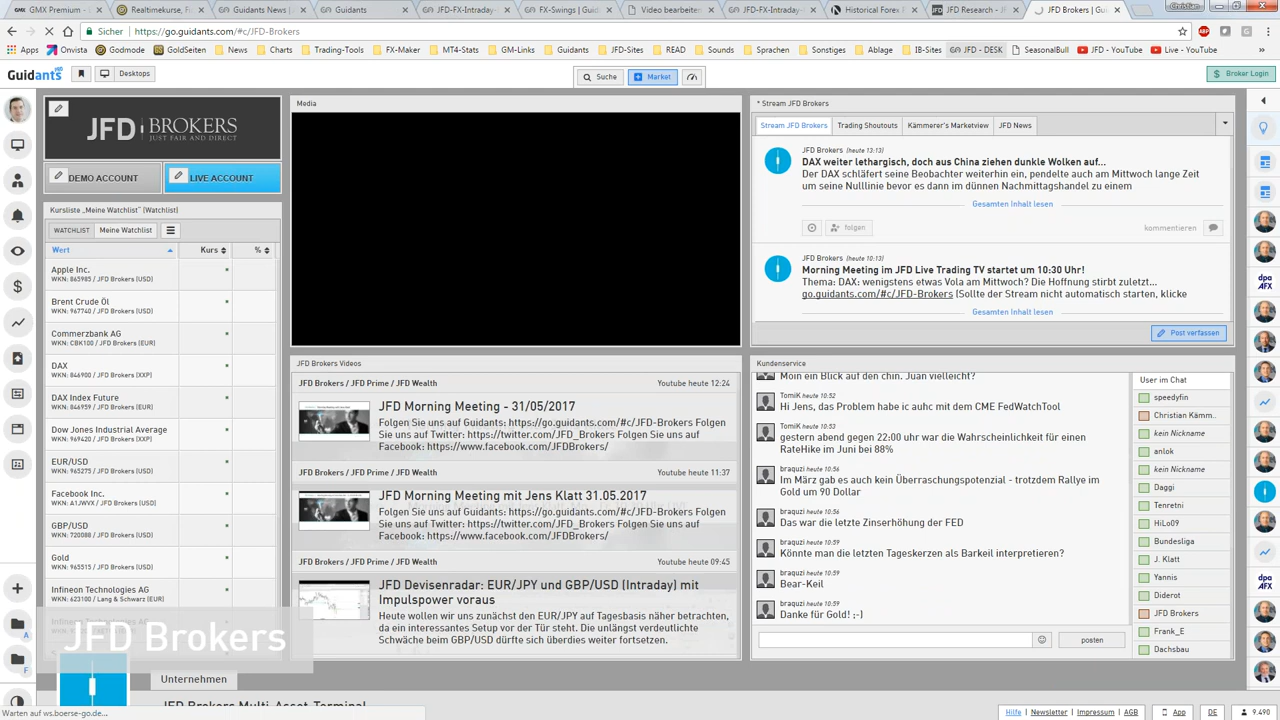 GMX Premium -
Realtimekurse, F
Guidants News |
Guidants
JFD-FX-Intraday-
FX-Swings | Guid
Video bearbeiten
JFD-FX-Intraday-
Historical Forex
JFD Research - JF
JFD Brokers | Gu
Christian
Sicher
https://go.guidants.com/#c/JFD-Brokers
Apps
Onvista
Godmode
GoldSeiten
News
Charts
Trading-Tools
FX-Maker
MT4-Stats
GM-Links
Guidants
JFD-Sites
READ
Sounds
Sprachen
Sonstiges
Ablage
IB-Sites
JFD - DESK
SeasonalBull
JFD - YouTube
Live - YouTube
Guidants
Desktops
Suche
Market
Broker Login
JFD BROKERS
JUST FAIR AND DIRECT
DEMO ACCOUNT
LIVE ACCOUNT
Kursliste „Meine Watchlist" (Watchlist)
WATCHLIST
Meine Watchlist
Wert
Kurs
%
Apple Inc.
WKN: 865985 / JFD Brokers (USD)
Brent Crude Öl
WKN: 967740 / JFD Brokers (USD)
Commerzbank AG
WKN: CBK100 / JFD Brokers (EUR)
DAX
WKN: 846900 / JFD Brokers (XXP)
DAX Index Future
WKN: 846959 / JFD Brokers (EUR)
Dow Jones Industrial Average
WKN: 969420 / JFD Brokers (XXP)
EUR/USD
WKN: 965275 / JFD Brokers (USD)
Facebook Inc.
WKN: A1JWVX / JFD Brokers (USD)
GBP/USD
WKN: 720088 / JFD Brokers (USD)
Gold
WKN: 965515 / JFD Brokers (USD)
Infineon Technologies AG
WKN: 623100 / Lang & Schwarz (EUR)
JFD Brokers
Unternehmen
JFD Brokers Multi-Asset-Terminal
Warten auf ws.boerse-go.de...
Media
JFD Brokers Videos
JFD Brokers / JFD Prime / JFD Wealth
Youtube heute 12:24
JFD Morning Meeting - 31/05/2017
Folgen Sie uns auf Guidants: https://go.guidants.com/#c/JFD-Brokers Folgen
Sie uns auf Twitter: https://twitter.com/JFD_Brokers Folgen Sie uns auf
Facebook: https://www.facebook.com/JFDBrokers/
JFD Brokers / JFD Prime / JFD Wealth
Youtube heute 11:37
JFD Morning Meeting mit Jens Klatt 31.05.2017
Folgen Sie uns auf Guidants: https://go.guidants.com/#c/JFD-Brokers Folgen
Sie uns auf Twitter: https://twitter.com/JFD_Brokers Folgen Sie uns auf
Facebook: https://www.facebook.com/JFDBrokers/
JFD Brokers / JFD Prime / JFD Wealth
Youtube heute 09:45
JFD Devisenradar: EUR/JPY und GBP/USD (Intraday) mit
Impulspower voraus
Heute wollen wir uns zunächst den EUR/JPY auf Tagesbasis näher betrachten,
da ein interessantes Setup vor der Tür steht. Die unlängst verdeutlichte
Schwäche beim GBP/USD dürfte sich überdies weiter fortsetzen.
* Stream JFD Brokers
Stream JFD Brokers
Trading Shoutouts
Kämmerer's Marketview
JFD News
JFD Brokers (heute 13:13)
DAX weiter lethargisch, doch aus China ziehen dunkle Wolken auf...
Der DAX schläfert seine Beobachter weiterhin ein, pendelte auch am Mittwoch lange Zeit
um seine Nulllinie bevor es dann im dünnen Nachmittagshandel zu einem
Gesamten Inhalt lesen
folgen
kommentieren
JFD Brokers (heute 10:13)
Morning Meeting im JFD Live Trading TV startet um 10:30 Uhr!
Thema: DAX: wenigstens etwas Vola am Mittwoch? Die Hoffnung stirbt zuletzt...
go.guidants.com/#c/JFD-Brokers (Sollte der Stream nicht automatisch starten, klicke
Gesamten Inhalt lesen
Post verfassen
Kundenservice
Moin ein Blick auf den chin. Juan vielleicht?
TomiK heute 10:52
Hi Jens, das Problem habe ic auhc mit dem CME FedWatchTool
TomiK heute 10:54
gestern abend gegen 22:00 uhr war die Wahrscheinlichkeit für einen
RateHike im Juni bei 88%
braquzi heute 10:56
Im März gab es auch kein Überraschungspotenzial - trotzdem Rallye im
Gold um 90 Dollar
braquzi heute 10:58
Das war die letzte Zinserhöhung der FED
braquzi heute 10:59
Könnte man die letzten Tageskerzen als Barkeil interpretieren?
braquzi heute 10:59
Bear-Keil
braquzi heute 10:59
Danke für Gold! ;-)
posten
User im Chat
speedyfin
Christian Kämm..
kein Nickname
anlok
kein Nickname
Daggi
Tenretni
HiLo09
Bundesliga
J. Klatt
Yannis
Diderot
JFD Brokers
Frank_E
Dachsbau
dpa
AFX
dpa
AFX
Hilfe | Newsletter | Impressum | AGB
App
DE
9.490